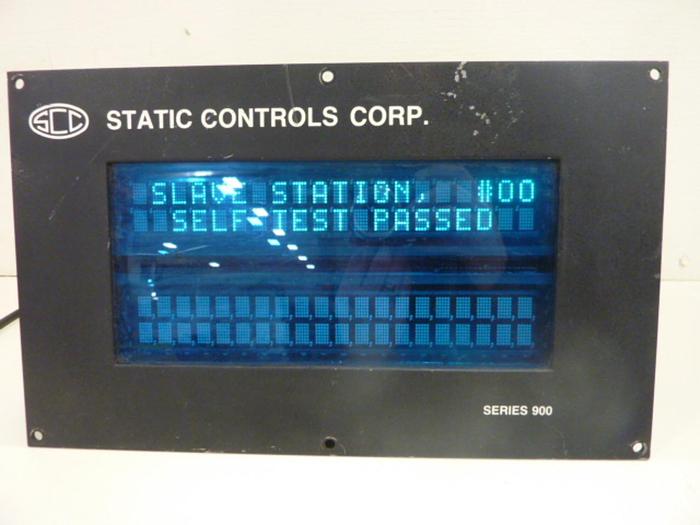 SCC STATIC CONTROLS CORP.
SLAVE STATION, #00
SELF TEST PASSED
SERIES 900